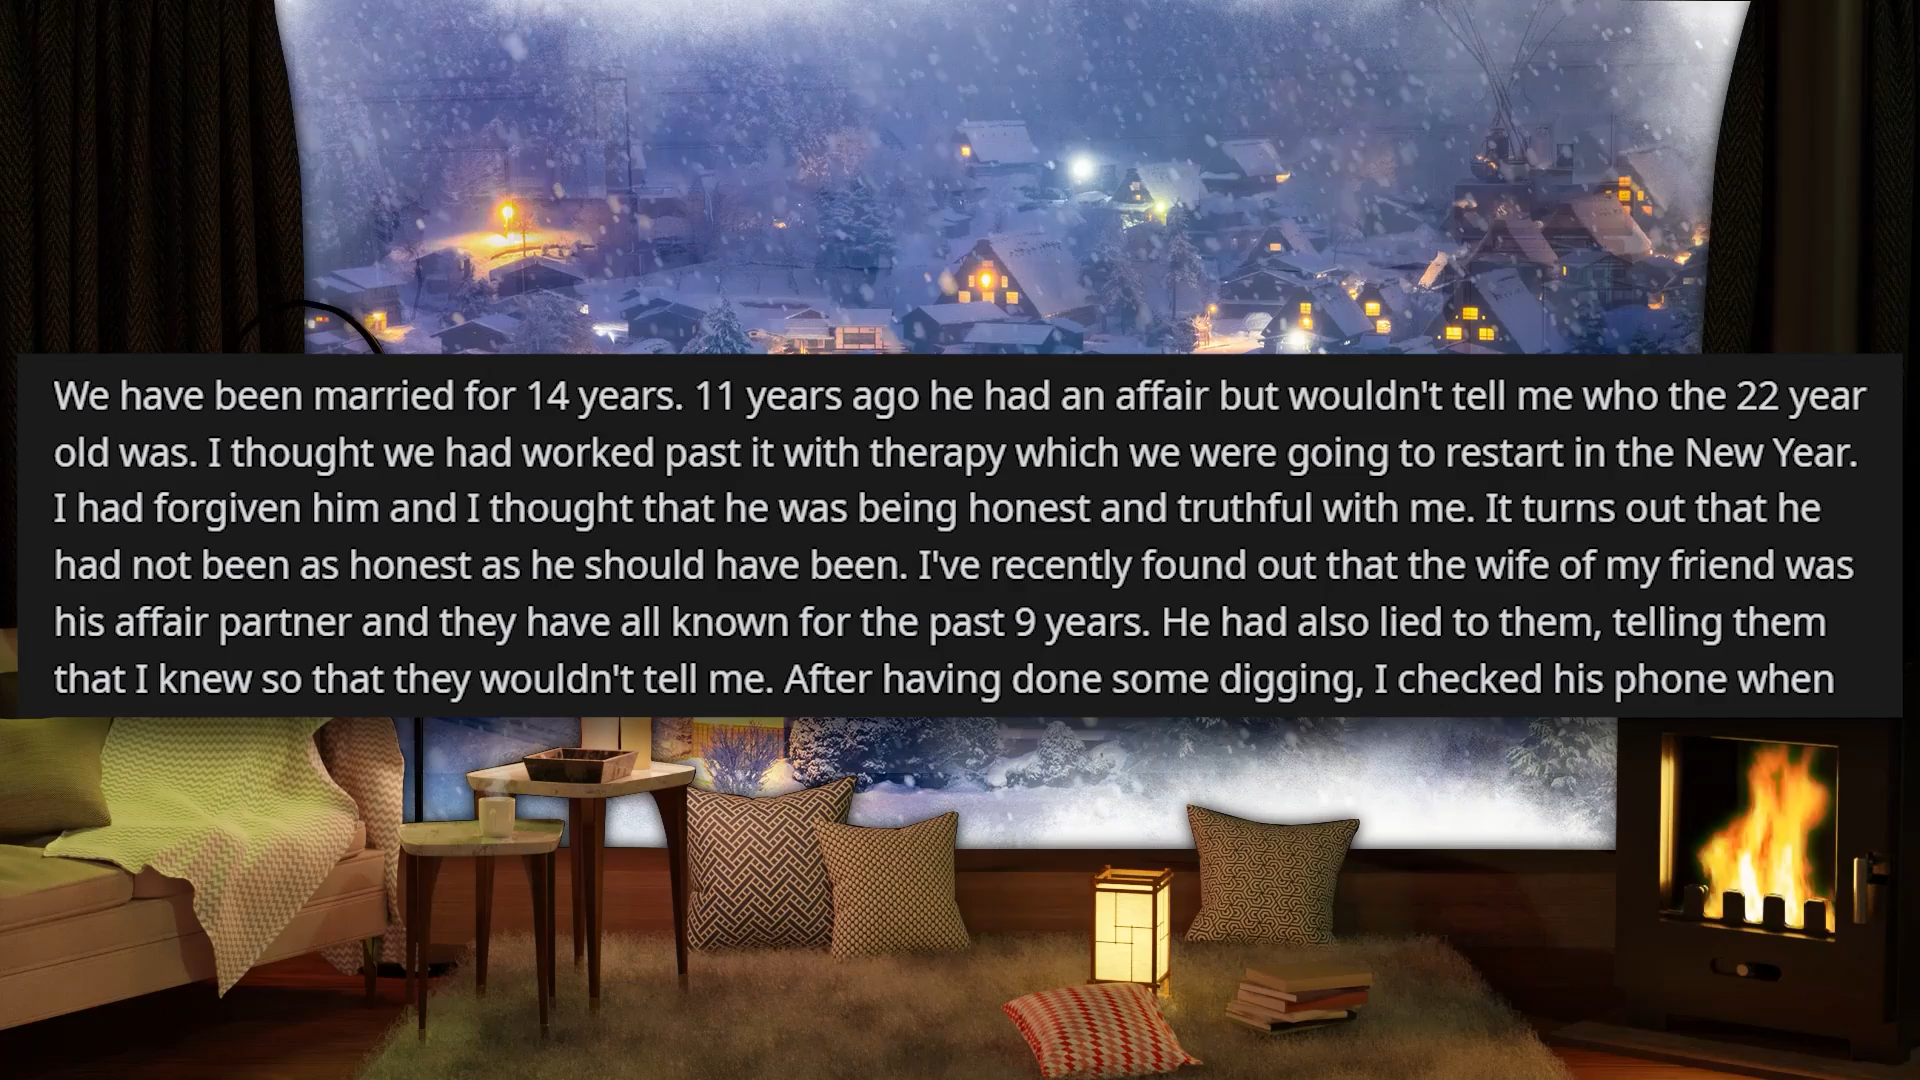 We have been married for 14 years. 11 years ago he had an affair but wouldn't tell me who the 22 year
old was. I thought we had worked past it with therapy which we were going to restart in the New Year.
I had forgiven him and I thought that he was being honest and truthful with me. It turns out that he
had not been as honest as he should have been. I've recently found out that the wife of my friend was
his affair partner and they have all known for the past 9 years. He had also lied to them, telling them
that I knew so that they wouldn't tell me. After having done some digging, I checked his phone when